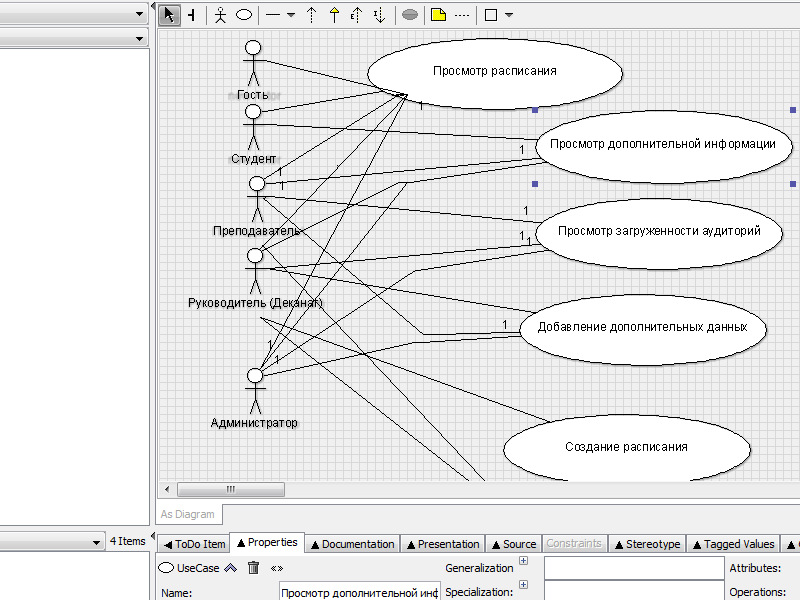 Просмотр расписания
1
Гость
Просмотр дополнительной информации
1
Студент
1
1
Преподаватель
1
Просмотр загруженности аудиторий
1
1
Руководитель (Деканат)
1
Добавление дополнительных данных
1
1
Администратор
Создание расписания
As Diagram
4 Items
ToDo Item
Properties
Documentation
Presentation
Source
Constraints
Stereotype
Tagged Values
UseCase
Generalization
Attributes:
Name:
Просмотр дополнительной инф
Specialization:
Operations: